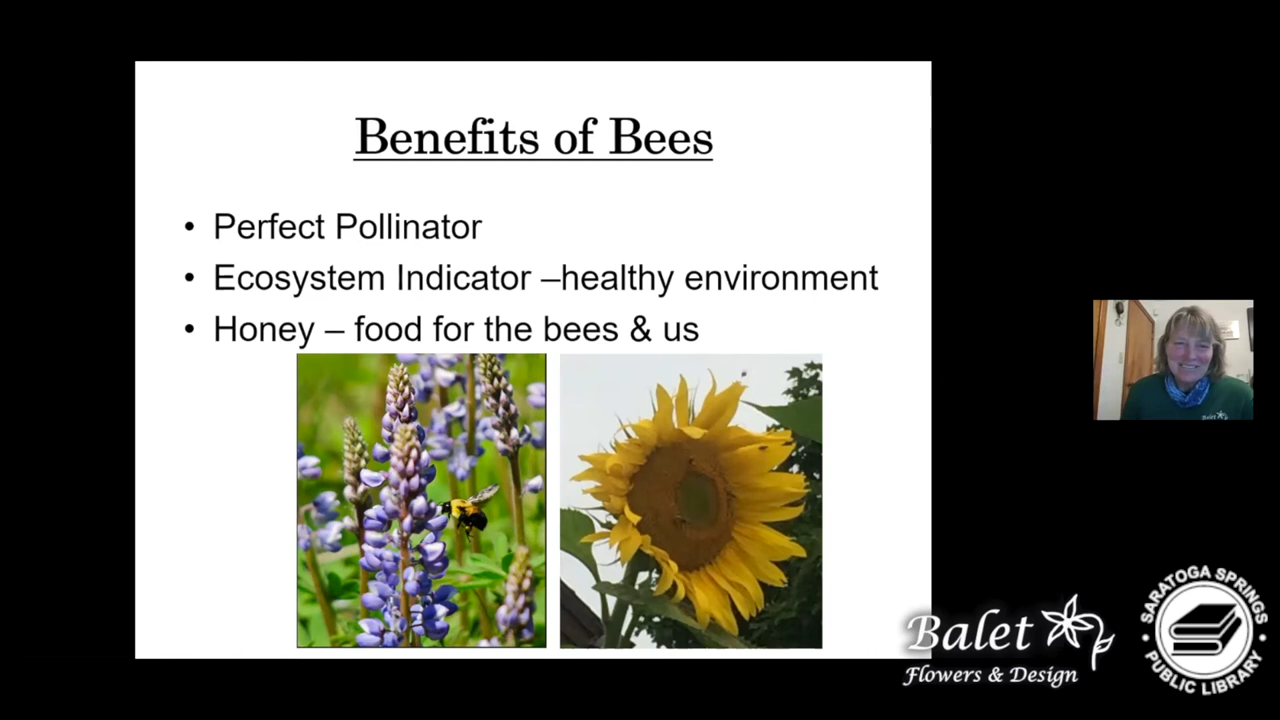 Benefits of Bees
• Perfect Pollinator
• Ecosystem Indicator –healthy environment
• Honey – food for the bees & us
Balet
Balet
Flowers & Design
SARATOGA SPRINGS
PUBLIC LIBRARY